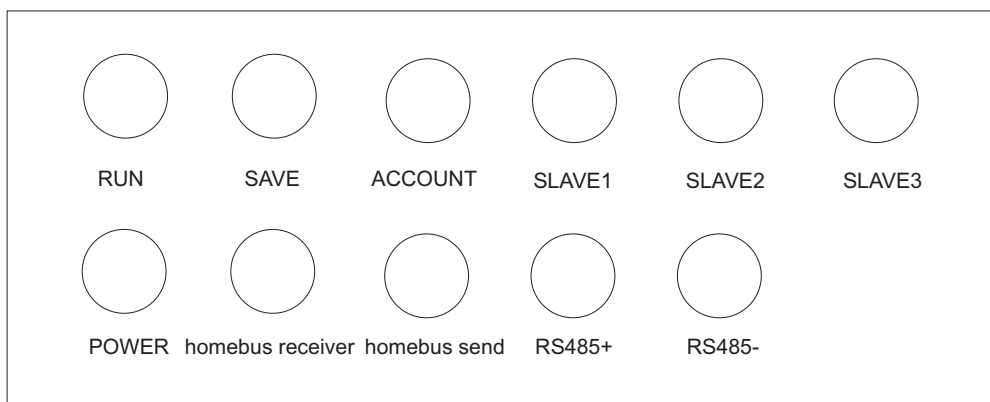 RUN SAVE ACCOUNT SLAVE1 SLAVE2 SLAVE3
POWER homebus receiver homebus send RS485+ RS485-